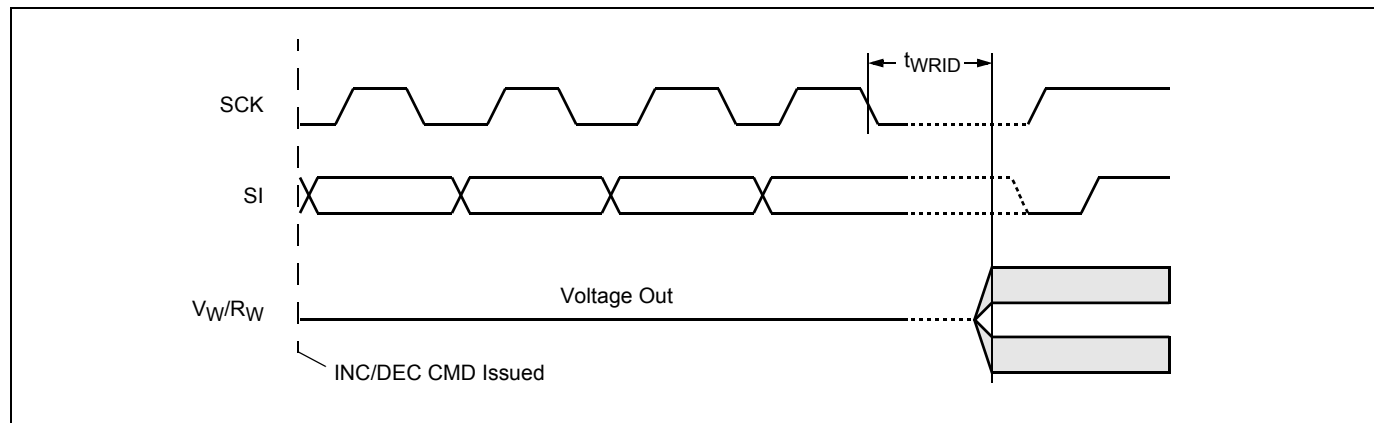 tWRID
SCK
SI
Voltage Out
VW/RW
INC/DEC CMD Issued